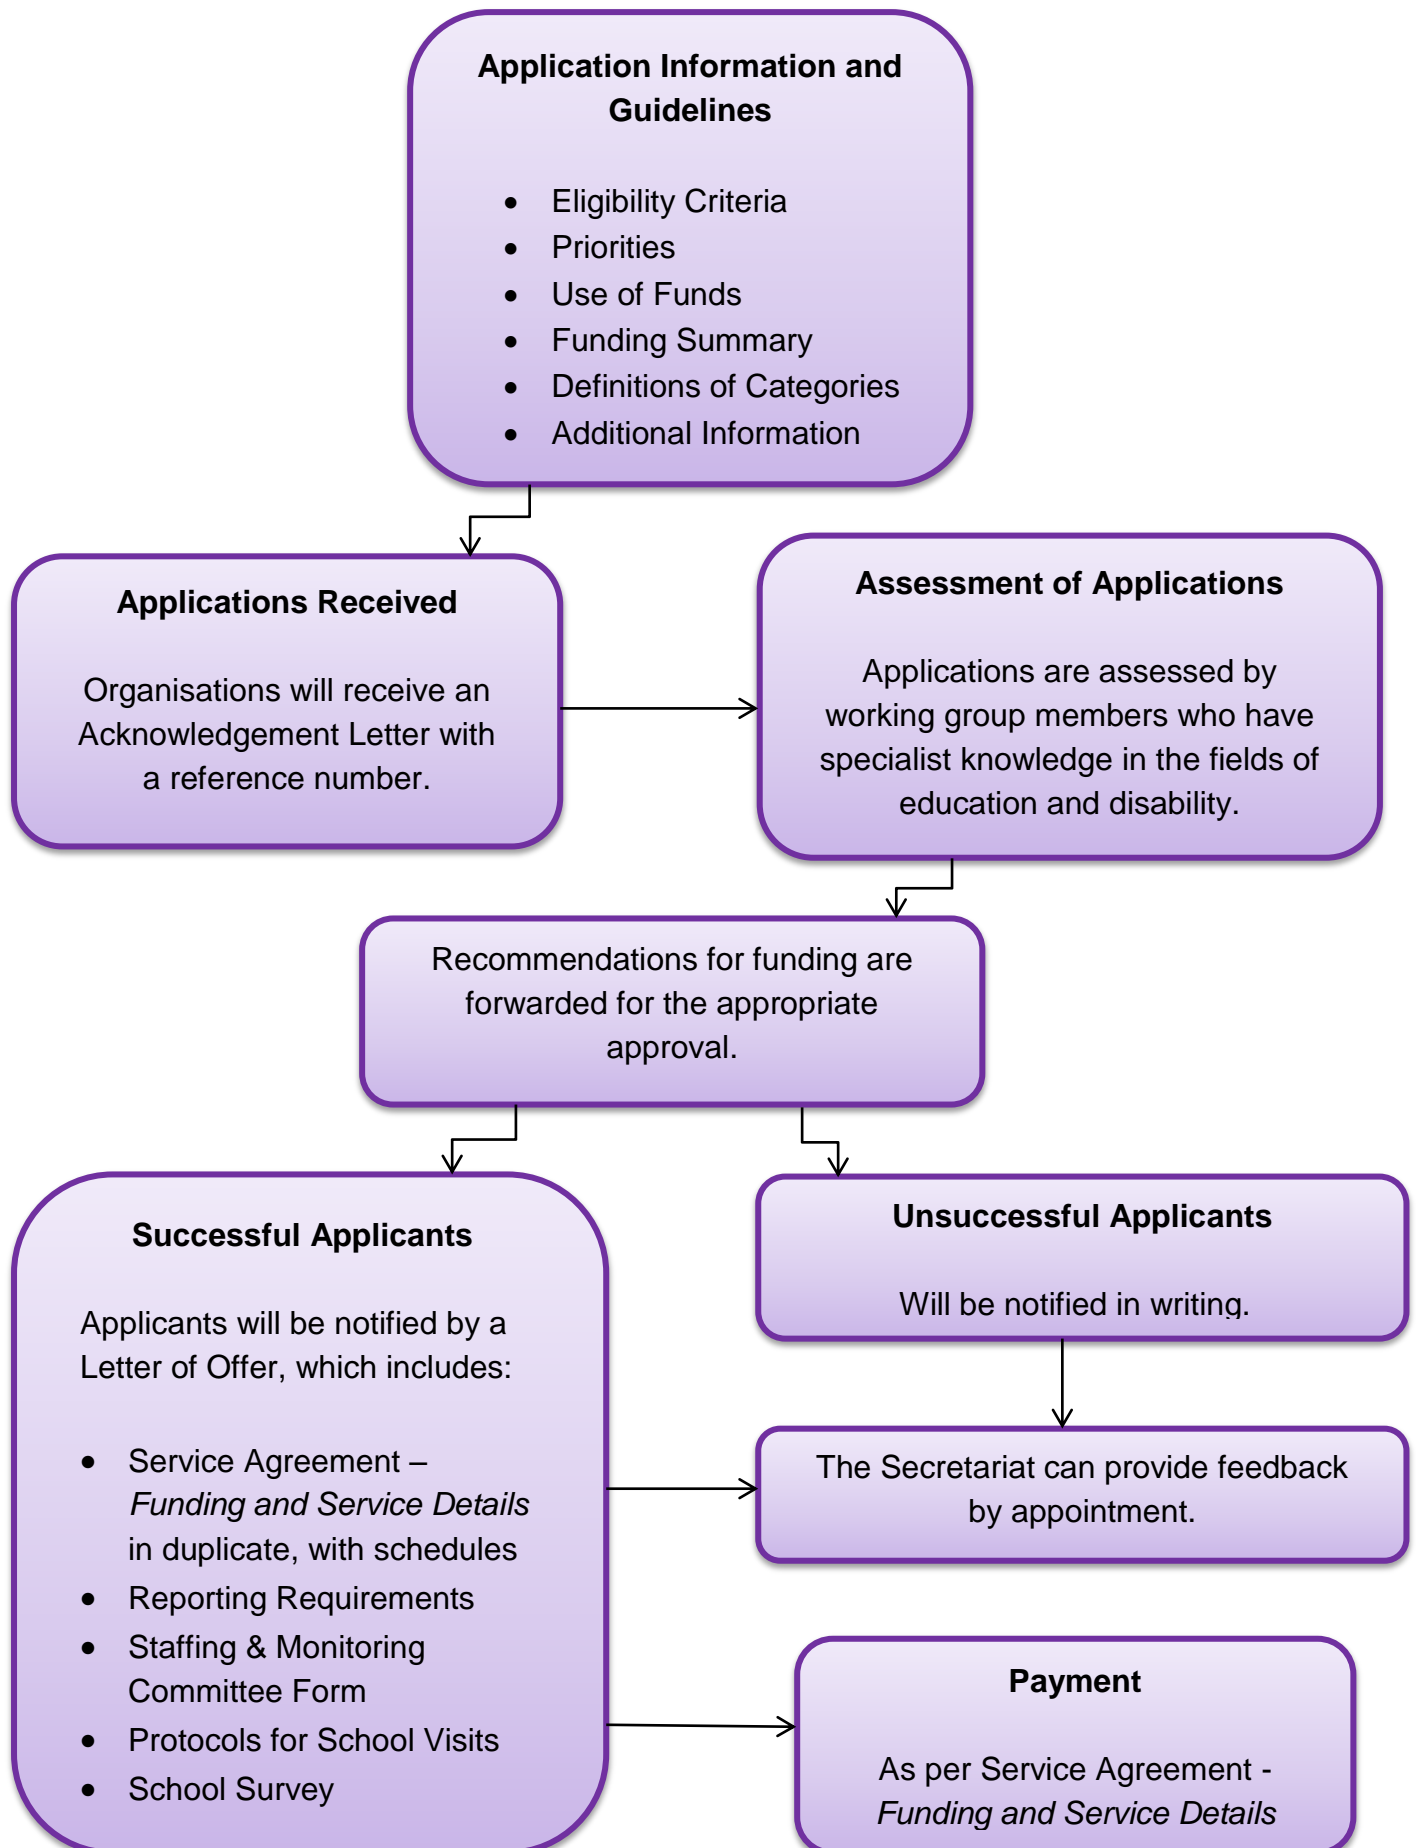 Application Information and
Guidelines
• Eligibility Criteria
• Priorities
• Use of Funds
• Funding Summary
• Definitions of Categories
• Additional Information
Applications Received
Organisations will receive an
Acknowledgement Letter with
a reference number.
Assessment of Applications
Applications are assessed by
working group members who have
specialist knowledge in the fields of
education and disability.
Recommendations for funding are
forwarded for the appropriate
approval.
Successful Applicants
Applicants will be notified by a
Letter of Offer, which includes:
• Service Agreement –
Funding and Service Details
in duplicate, with schedules
• Reporting Requirements
• Staffing & Monitoring
Committee Form
• Protocols for School Visits
• School Survey
Unsuccessful Applicants
Will be notified in writing.
The Secretariat can provide feedback
by appointment.
Payment
As per Service Agreement -
Funding and Service Details